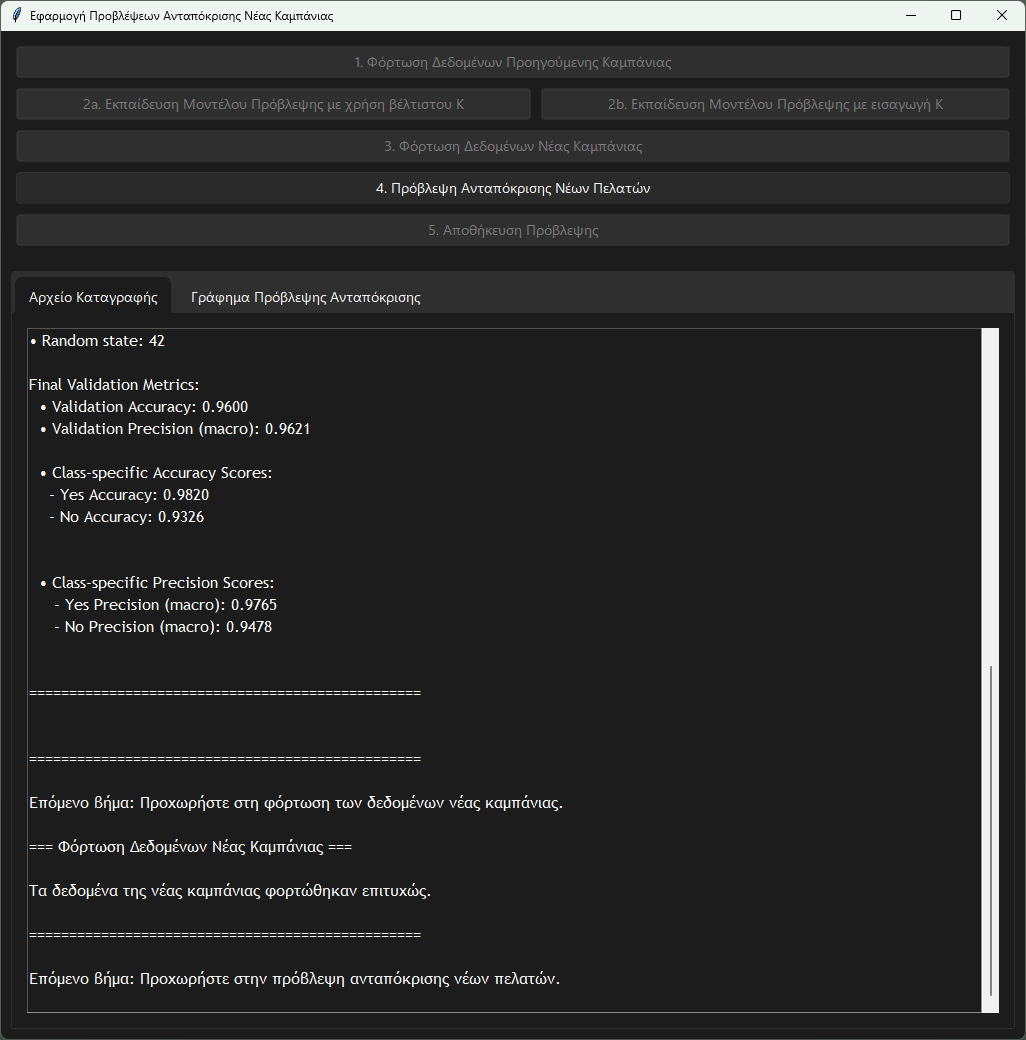 Εφαρμογή Προβλέψεων Ανταπόκρισης Νέας Καμπάνιας
1. Φόρτωση Δεδομένων Προηγούμενης Καμπάνιας
2a. Εκπαίδευση Μοντέλου Πρόβλεψης με χρήση βέλτιστου Κ
2b. Εκπαίδευση Μοντέλου Πρόβλεψης με εισαγωγή Κ
3. Φόρτωση Δεδομένων Νέας Καμπάνιας
4. Πρόβλεψη Ανταπόκρισης Νέων Πελατών
5. Αποθήκευση Πρόβλεψης
Αρχείο Καταγραφής
Γράφημα Πρόβλεψης Ανταπόκρισης
• Random state: 42
Final Validation Metrics:
• Validation Accuracy: 0.9600
• Validation Precision (macro): 0.9621
• Class-specific Accuracy Scores:
- Yes Accuracy: 0.9820
- No Accuracy: 0.9326
• Class-specific Precision Scores:
- Yes Precision (macro): 0.9765
- No Precision (macro): 0.9478
=================================================
=================================================
Επόμενο βήμα: Προχωρήστε στη φόρτωση των δεδομένων νέας καμπάνιας.
=== Φόρτωση Δεδομένων Νέας Καμπάνιας ===
Τα δεδομένα της νέας καμπάνιας φορτώθηκαν επιτυχώς.
=================================================
Επόμενο βήμα: Προχωρήστε στην πρόβλεψη ανταπόκρισης νέων πελατών.